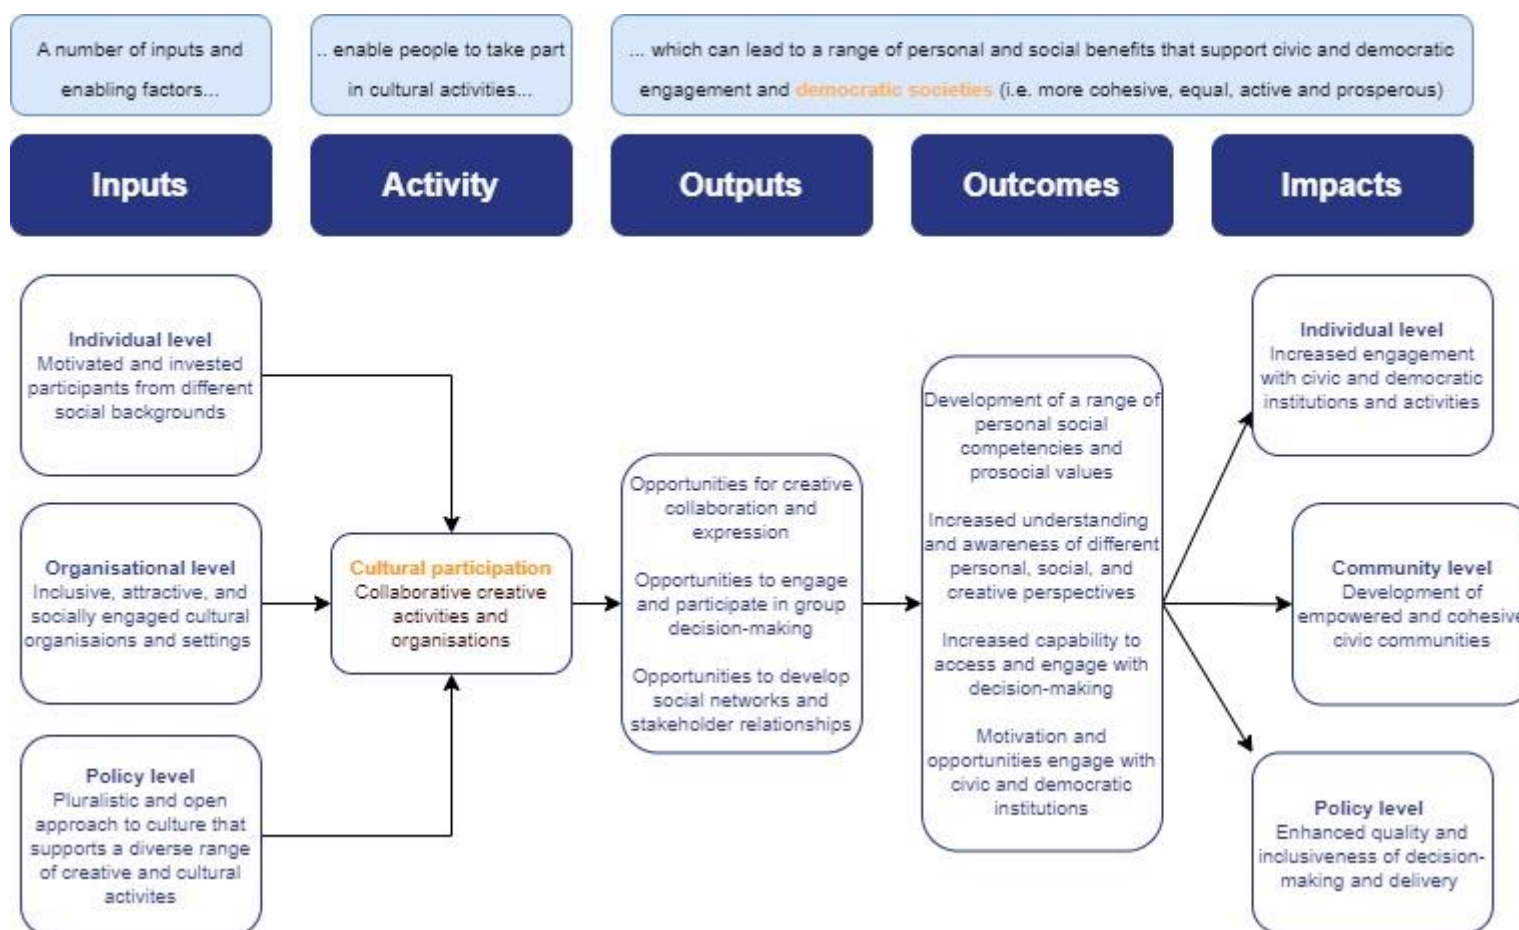 A number of inputs and
enabling factors...
.. enable people to take part
in cultural activities...
... which can lead to a range of personal and social benefits that support civic and democratic
engagement and democratic societies (i.e. more cohesive, equal, active and prosperous)
Inputs
Activity
Outputs
Outcomes
Impacts
Individual level
Motivated and invested
participants from different
social backgrounds
Organisational level
Inclusive, attractive, and
socially engaged cultural
organisaions and settings
Policy level
Pluralistic and open
approach to culture that
supports a diverse range
of creative and cultural
activites
Cultural participation
Collaborative creative
activities and
organisations
Opportunities for creative
collaboration and
expression
Opportunities to engage
and participate in group
decision-making
Opportunities to develop
social networks and
stakeholder relationships
Development of a range of
personal social
competencies and
prosocial values
Increased understanding
and awareness of different
personal, social, and
creative perspectives
Increased capability to
access and engage with
decision-making
Motivation and
opportunities engage with
civic and democratic
institutions
Individual level
Increased engagement
with civic and democratic
institutions and activities
Community level
Development of
empowered and cohesive
civic communities
Policy level
Enhanced quality and
inclusiveness of decision-
making and delivery